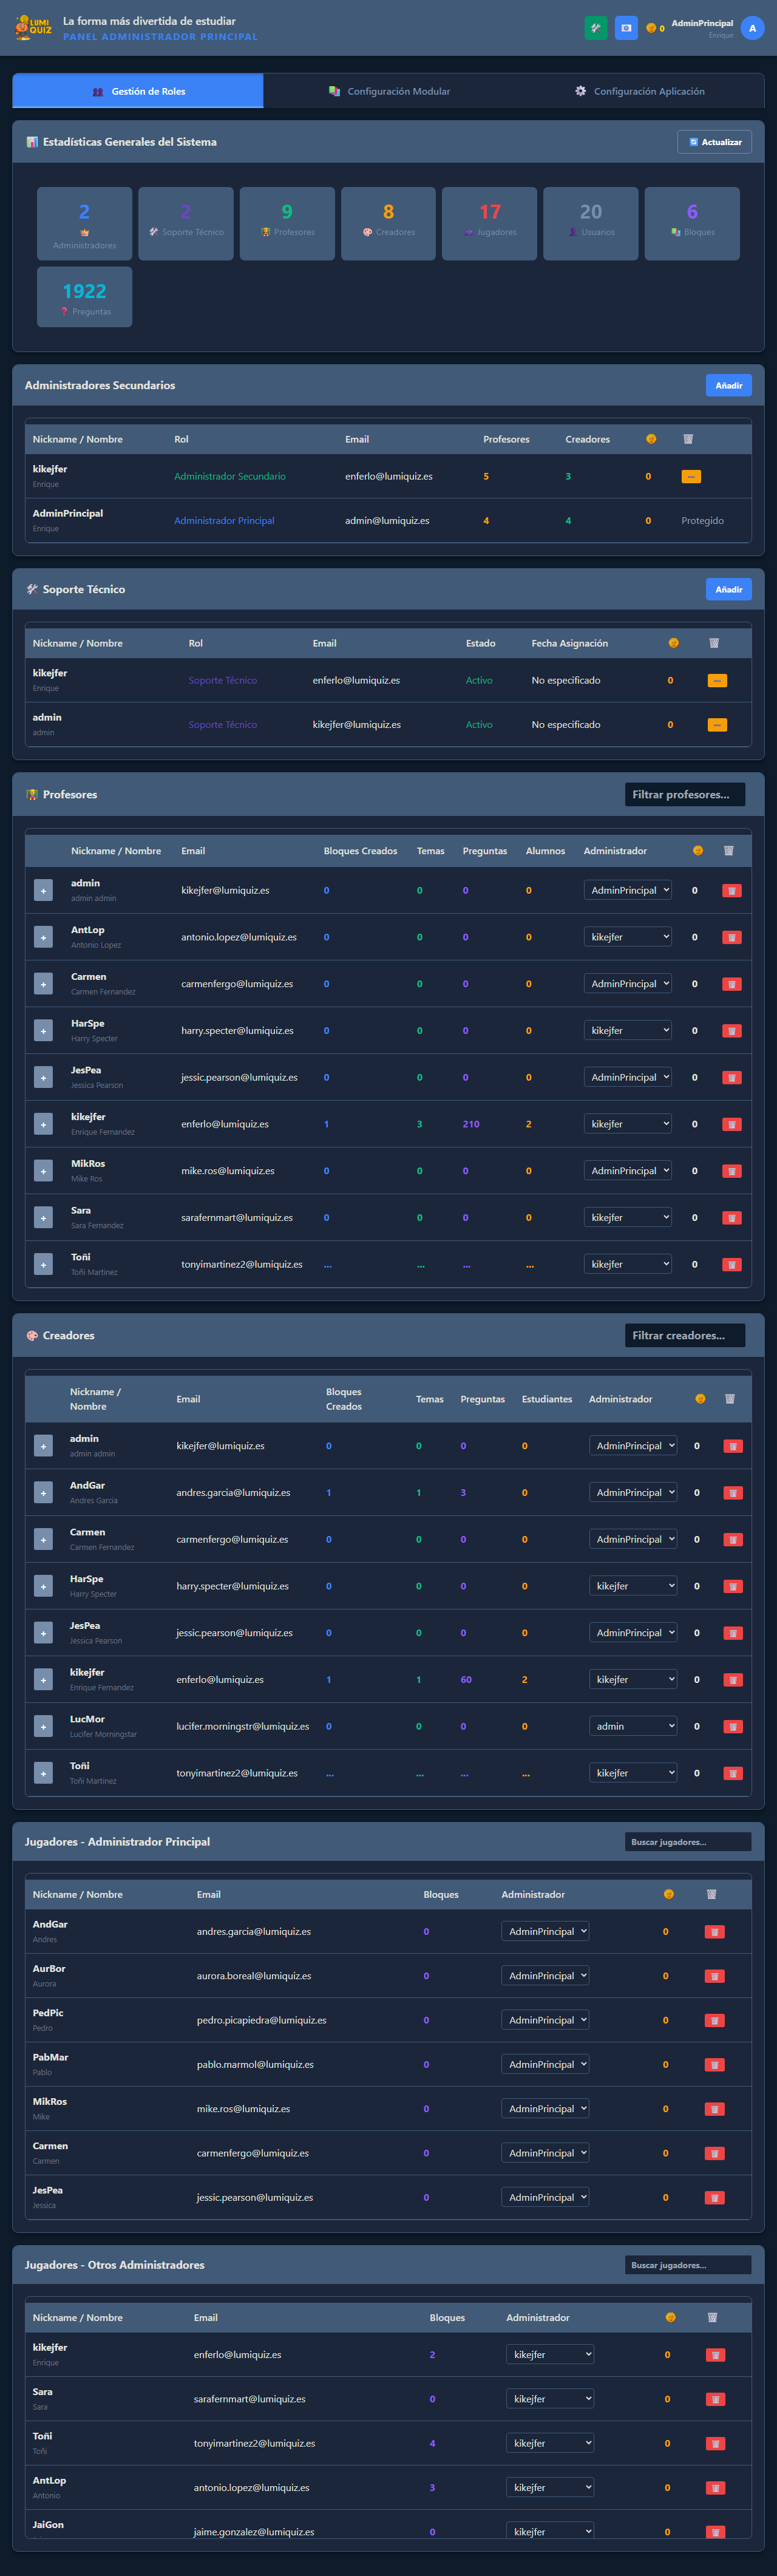 LUMI
QUIZ
La forma más divertida de estudiar
PANEL ADMINISTRADOR PRINCIPAL
0
AdminPrincipal
Enrique
A
Gestión de Roles
Configuración Modular
Configuración Aplicación
Estadísticas Generales del Sistema
Actualizar
2
Administradores
2
Soporte Técnico
9
Profesores
8
Creadores
17
Jugadores
20
Usuarios
6
Bloques
1922
Preguntas
Administradores Secundarios
Añadir
Nickname / Nombre Rol Email Profesores Creadores
kikejfer
Enrique
Administrador Secundario enferlo@lumiquiz.es 5 3 0
AdminPrincipal
Enrique
Administrador Principal admin@lumiquiz.es 4 4 0 Protegido
Soporte Técnico
Añadir
Nickname / Nombre Rol Email Estado Fecha Asignación
kikejfer
Enrique
Soporte Técnico enferlo@lumiquiz.es Activo No especificado 0
admin
admin
Soporte Técnico kikejfer@lumiquiz.es Activo No especificado 0
Profesores
Filtrar profesores...
Nickname / Nombre Email Bloques Creados Temas Preguntas Alumnos Administrador
+ admin
admin admin
kikejfer@lumiquiz.es 0 0 0 0 AdminPrincipal 0
+ AntLop
Antonio Lopez
antonio.lopez@lumiquiz.es 0 0 0 0 kikejfer 0
+ Carmen
Carmen Fernandez
carmenfergo@lumiquiz.es 0 0 0 0 AdminPrincipal 0
+ HarSpe
Harry Specter
harry.specter@lumiquiz.es 0 0 0 0 kikejfer 0
+ JesPea
Jessica Pearson
jessic.pearson@lumiquiz.es 0 0 0 0 AdminPrincipal 0
+ kikejfer
Enrique Fernandez
enferlo@lumiquiz.es 1 3 210 2 kikejfer 0
+ MikRos
Mike Ros
mike.ros@lumiquiz.es 0 0 0 0 AdminPrincipal 0
+ Sara
Sara Fernandez
sarafernmart@lumiquiz.es 0 0 0 0 kikejfer 0
+ Toñi
Toñi Martinez
tonyimartinez2@lumiquiz.es ... ... ... ... kikejfer 0
Creadores
Filtrar creadores...
Nickname /
Nombre
Email
Bloques
Creados
Temas Preguntas Estudiantes Administrador
+ admin
admin admin
kikejfer@lumiquiz.es 0 0 0 0 AdminPrincipal 0
+ AndGar
Andres Garcia
andres.garcia@lumiquiz.es 1 1 3 0 AdminPrincipal 0
+ Carmen
Carmen Fernandez
carmenfergo@lumiquiz.es 0 0 0 0 AdminPrincipal 0
+ HarSpe
Harry Specter
harry.specter@lumiquiz.es 0 0 0 0 kikejfer 0
+ JesPea
Jessica Pearson
jessic.pearson@lumiquiz.es 0 0 0 0 AdminPrincipal 0
+ kikejfer
Enrique Fernandez
enferlo@lumiquiz.es 1 1 60 2 kikejfer 0
+ LucMor
Lucifer Morningstar
lucifer.morningstr@lumiquiz.es 0 0 0 0 admin 0
+ Toñi
Toñi Martinez
tonyimartinez2@lumiquiz.es ... ... ... ... kikejfer 0
Jugadores - Administrador Principal
Buscar jugadores...
Nickname / Nombre Email Bloques Administrador
AndGar
Andres
andres.garcia@lumiquiz.es 0 AdminPrincipal 0
AurBor
Aurora
aurora.boreal@lumiquiz.es 0 AdminPrincipal 0
PedPic
Pedro
pedro.picapiedra@lumiquiz.es 0 AdminPrincipal 0
PabMar
Pablo
pablo.marmol@lumiquiz.es 0 AdminPrincipal 0
MikRos
Mike
mike.ros@lumiquiz.es 0 AdminPrincipal 0
Carmen
Carmen
carmenfergo@lumiquiz.es 0 AdminPrincipal 0
JesPea
Jessica
jessic.pearson@lumiquiz.es 0 AdminPrincipal 0
Jugadores - Otros Administradores
Buscar jugadores...
Nickname / Nombre Email Bloques Administrador
kikejfer
Enrique
enferlo@lumiquiz.es 2 kikejfer 0
Sara
Sara
sarafernmart@lumiquiz.es 0 kikejfer 0
Toñi
Toñi
tonyimartinez2@lumiquiz.es 4 kikejfer 0
AntLop
Antonio
antonio.lopez@lumiquiz.es 3 kikejfer 0
JaiGon
jaime.gonzalez@lumiquiz.es 0 kikejfer 0